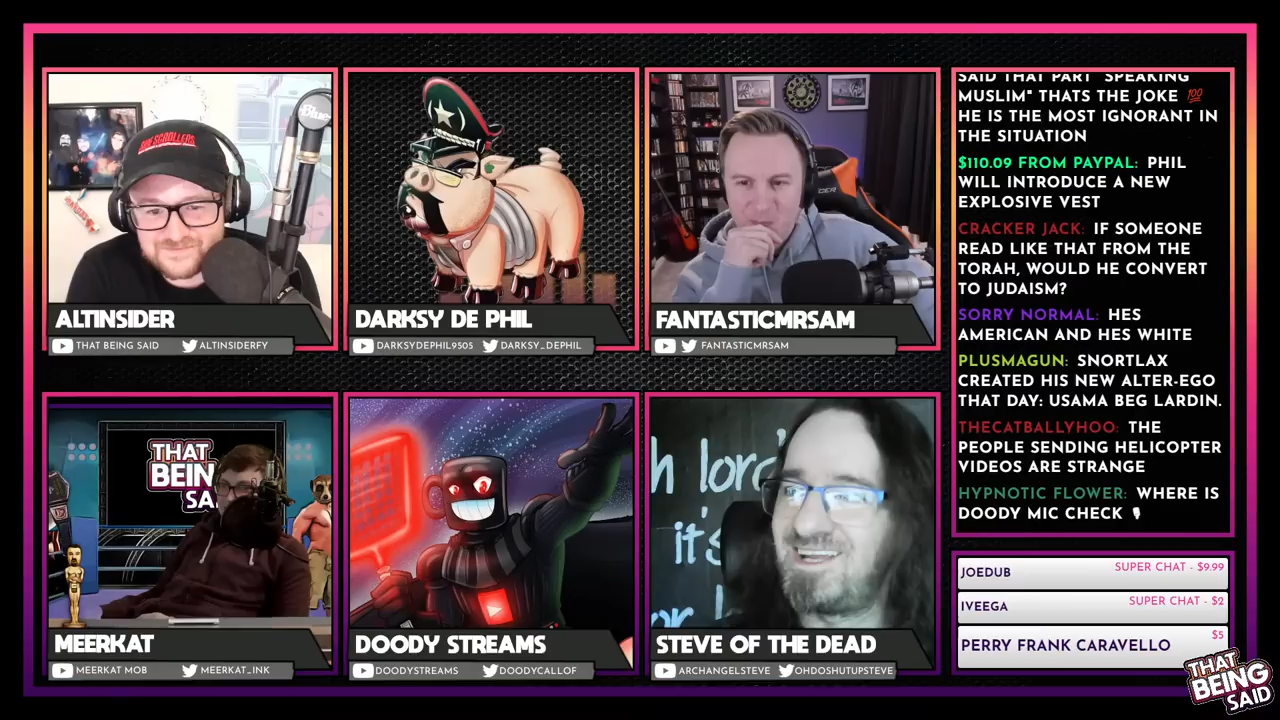 Blue
ALTINSIDER
THAT BEING SAID
ALTINSIDERFY
DARKSY DE PHIL
DARKSYDEPHIL9505
DARKSY_DEPHIL
FANTASTICMRSAM
FANTASTICMRSAM
THAT
BEIN
SA
MEERKAT
MEERKAT MOB
MEERKAT_INK
DOODY STREAMS
DOODYSTREAMS
DOODYCALLOF
h lord
it's
STEVE OF THE DEAD
ARCHANGELSTEVE
OHDOSHUTUPSTEVE
SAID THAT PART "SPEAKING
MUSLIM" THATS THE JOKE 💯
HE IS THE MOST IGNORANT IN
THE SITUATION
$110.09 FROM PAYPAL: PHIL
WILL INTRODUCE A NEW
EXPLOSIVE VEST
CRACKER JACK: IF SOMEONE
READ LIKE THAT FROM THE
TORAH, WOULD HE CONVERT
TO JUDAISM?
SORRY NORMAL: HES
AMERICAN AND HES WHITE
PLUSMAGUN: SNORTLAX
CREATED HIS NEW ALTER-EGO
THAT DAY: USAMA BEG LARDIN.
THECATBALLYHOO: THE
PEOPLE SENDING HELICOPTER
VIDEOS ARE STRANGE
HYPNOTIC FLOWER: WHERE IS
DOODY MIC CHECK 🎙
JOEDUB
SUPER CHAT - $9.99
IVEEGA
SUPER CHAT - $2
PERRY FRANK CARAVELLO
$5
THAT
BEING
SAID